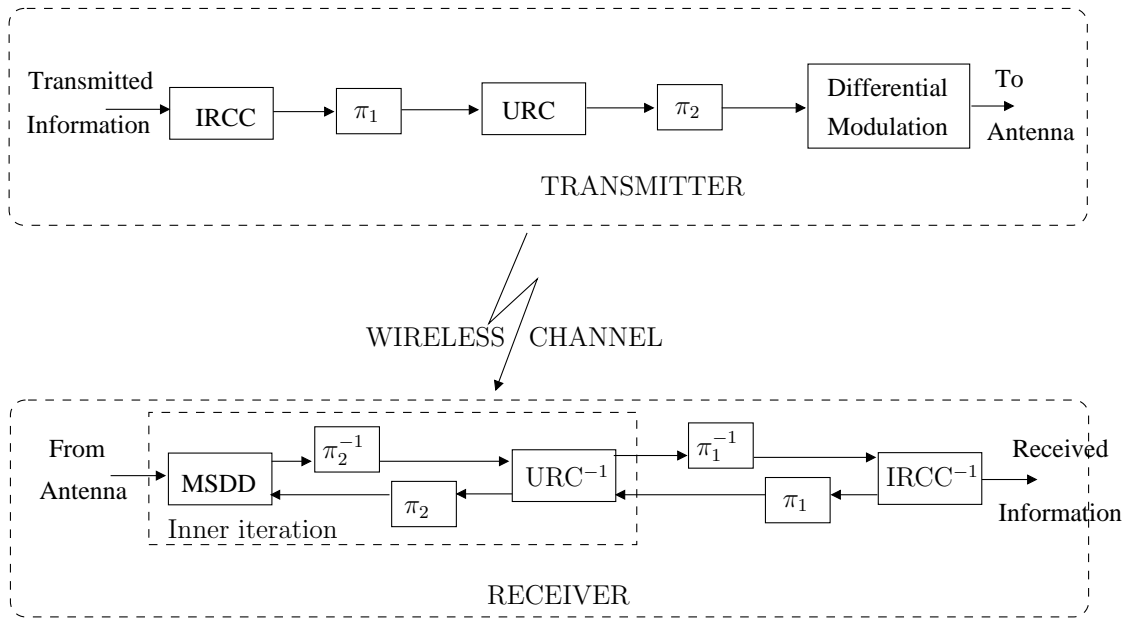 Transmitted
Information
IRCC
π₁
URC
π₂
Differential
Modulation
To
Antenna
TRANSMITTER
WIRELESS CHANNEL
From
Antenna
MSDD
π₂⁻¹
π₂
URC⁻¹
π₁⁻¹
π₁
IRCC⁻¹
Received
Information
Inner iteration
RECEIVER